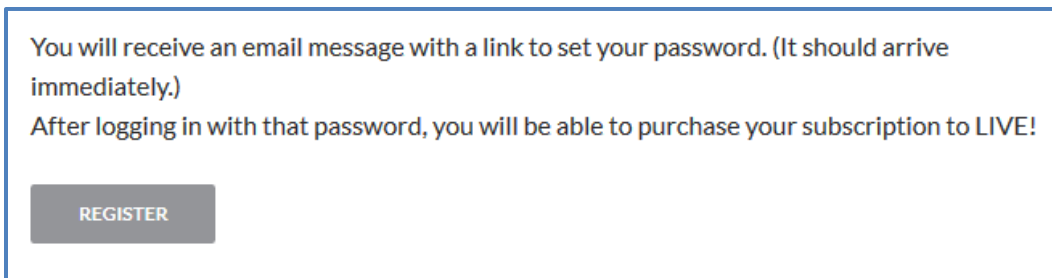 You will receive an email message with a link to set your password. (It should arrive
immediately.)
After logging in with that password, you will be able to purchase your subscription to LIVE!
REGISTER